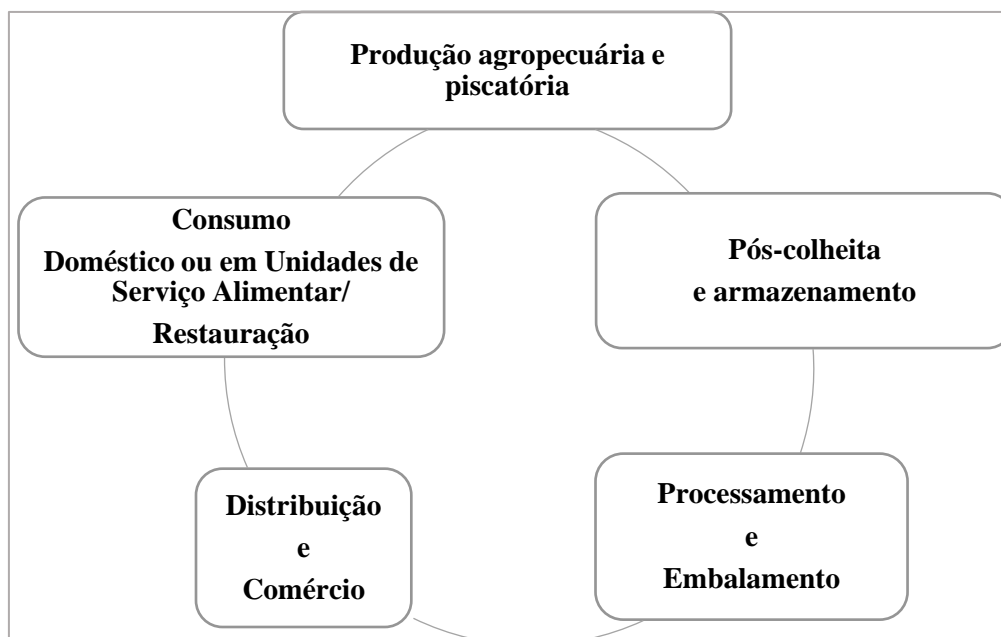 Produção agropecuária e
piscatória
Consumo
Doméstico ou em Unidades de
Serviço Alimentar/
Restauração
Pós-colheita
e armazenamento
Distribuição
e
Comércio
Processamento
e
Embalamento